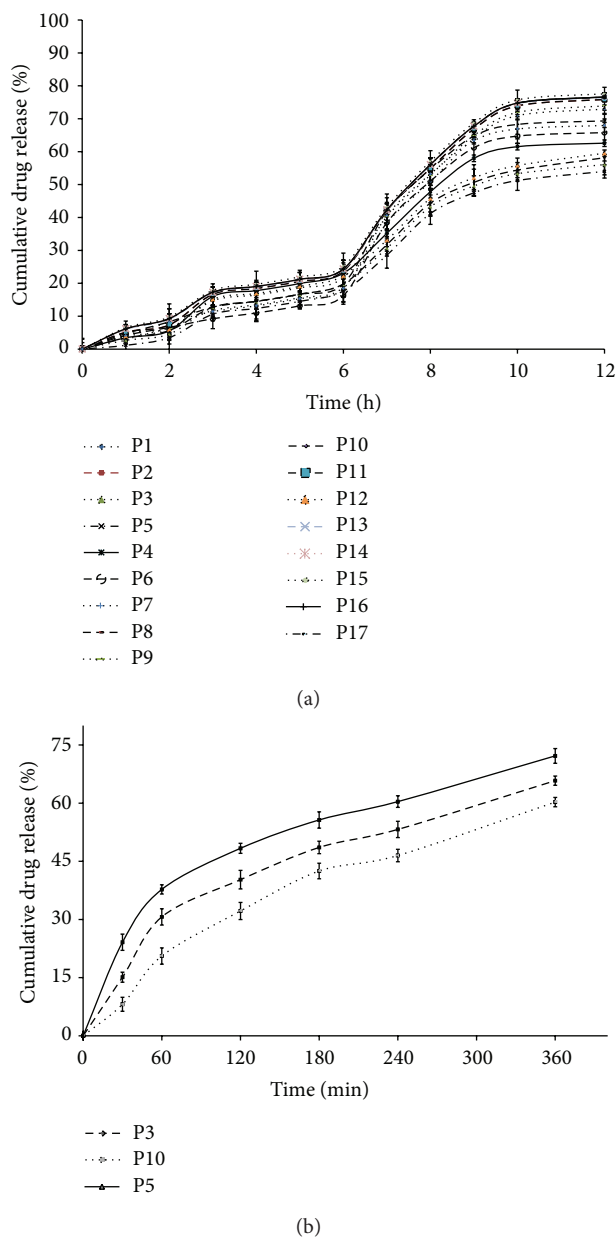 100
90
80
70
60
50
40
30
20
10
0
Cumulative drug release (%)
0 2 4 6 8 10 12
Time (h)
P1
P2
P3
P5
P4
P6
P7
P8
P9
P10
P11
P12
P13
P14
P15
P16
P17
(a)
75
60
45
30
15
0
Cumulative drug release (%)
0 60 120 180 240 300 360
Time (min)
P3
P10
P5
(b)